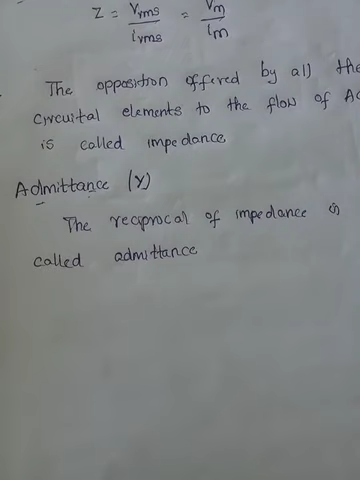 Z = Vrms / irms = Vm / im
The opposition offered by all the
circuital elements to the flow of AC
is called impedance
Admittance (Y)
The reciprocal of impedance is
called admittance